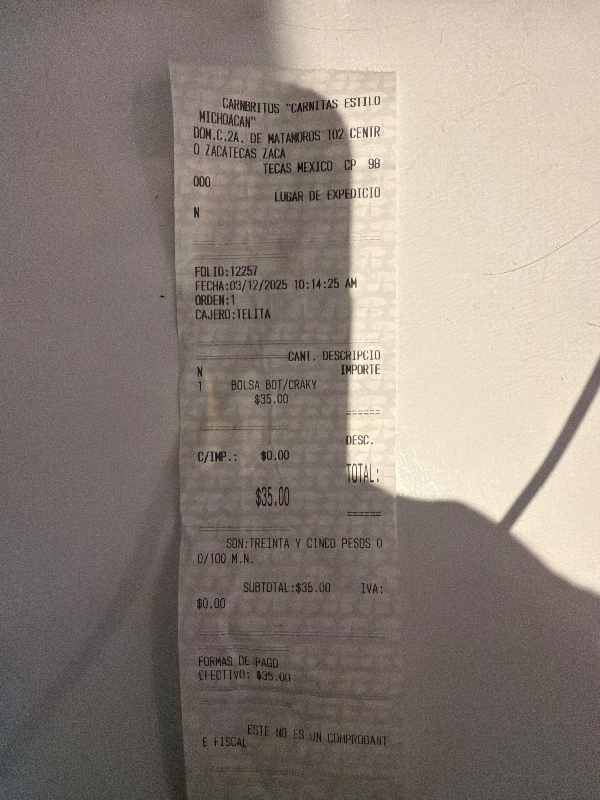 CARNBRITOS "CARNITAS ESTILO
MICHOACAN"
DOM.C.2A. DE MATAMOROS 102 CENTR
O ZACATECAS ZACA
TECAS MEXICO CP 98
000
LUGAR DE EXPEDICIO
N
FOLIO:12257
FECHA:03/12/2025 10:14:25 AM
ORDEN:1
CAJERO:TELITA
CANT. DESCRIPCIO
N IMPORTE
1 BOLSA BOT/CRAKY
$35.00
======
DESC.
C/IMP.: $0.00
TOTAL:
$35.00
======
SON:TREINTA Y CINCO PESOS 0
0/100 M.N.
SUBTOTAL:$35.00 IVA:
$0.00
FORMAS DE PAGO
EFECTIVO: $35.00
ESTE NO ES UN COMPROBANT
E FISCAL